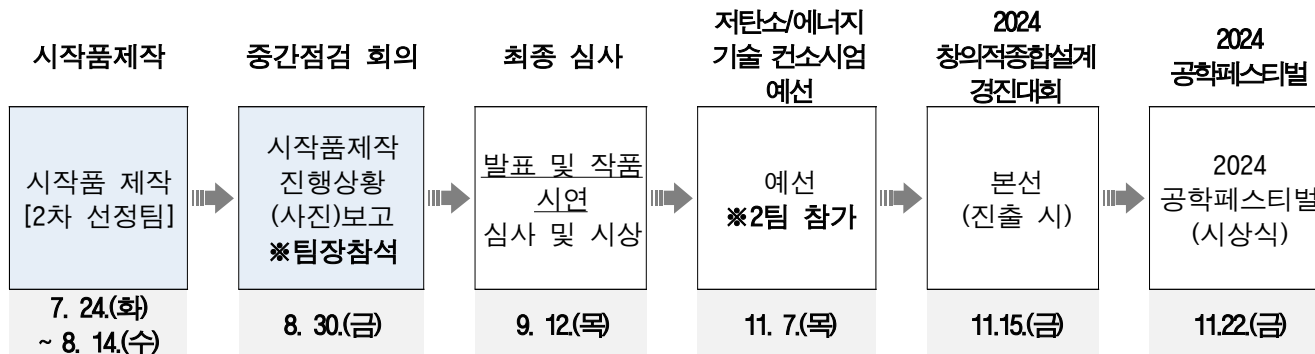 시작품제작
시작품 제작
[2차 선정팀]
7. 24.(화)
~ 8. 14.(수)
중간점검 회의
시작품제작
진행상황
(사진)보고
※팀장참석
8. 30.(금)
최종 심사
발표 및 작품
시연
심사 및 시상
9. 12.(목)
저탄소/에너지
기술 컨소시엄
예선
예선
※2팀 참가
11. 7.(목)
2024
창의적종합설계
경진대회
본선
(진출 시)
11.15.(금)
2024
공학페스티벌
2024
공학페스티벌
(시상식)
11.22.(금)